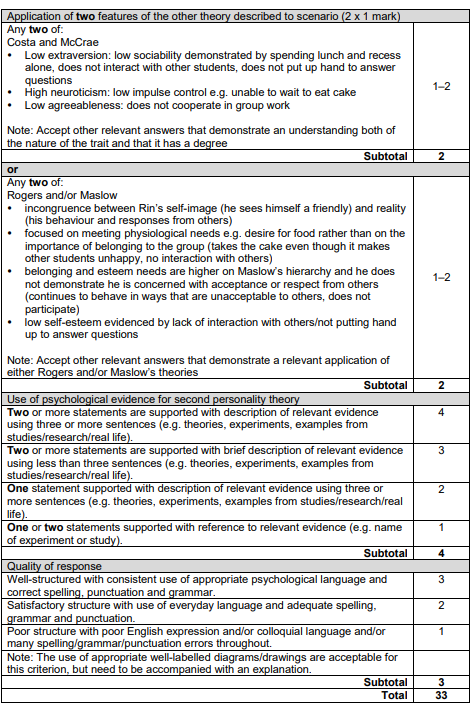 Application of two features of the other theory described to scenario (2 x 1 mark)
Any two of:
Costa and McCrae
• Low extraversion: low sociability demonstrated by spending lunch and recess
alone, does not interact with other students, does not put up hand to answer
questions
• High neuroticism: low impulse control e.g. unable to wait to eat cake
• Low agreeableness: does not cooperate in group work
Note: Accept other relevant answers that demonstrate an understanding both of
the nature of the trait and that it has a degree
1–2
Subtotal 2
or
Any two of:
Rogers and/or Maslow
• incongruence between Rin's self-image (he sees himself a friendly) and reality
(his behaviour and responses from others)
• focused on meeting physiological needs e.g. desire for food rather than on the
importance of belonging to the group (takes the cake even though it makes
other students unhappy, no interaction with others)
• belonging and esteem needs are higher on Maslow's hierarchy and he does
not demonstrate he is concerned with acceptance or respect from others
(continues to behave in ways that are unacceptable to others, does not
participate)
• low self-esteem evidenced by lack of interaction with others/not putting hand
up to answer questions
Note: Accept other relevant answers that demonstrate a relevant application of
either Rogers and/or Maslow's theories
1–2
Subtotal 2
Use of psychological evidence for second personality theory
Two or more statements are supported with description of relevant evidence
using three or more sentences (e.g. theories, experiments, examples from
studies/research/real life).
4
Two or more statements are supported with brief description of relevant evidence
using less than three sentences (e.g. theories, experiments, examples from
studies/research/real life).
3
One statement supported with description of relevant evidence using three or
more sentences (e.g. theories, experiments, examples from studies/research/real
life).
2
One or two statements supported with reference to relevant evidence (e.g. name
of experiment or study).
1
Subtotal 4
Quality of response
Well-structured with consistent use of appropriate psychological language and
correct spelling, punctuation and grammar.
3
Satisfactory structure with use of everyday language and adequate spelling,
grammar and punctuation.
2
Poor structure with poor English expression and/or colloquial language and/or
many spelling/grammar/punctuation errors throughout.
1
Note: The use of appropriate well-labelled diagrams/drawings are acceptable for
this criterion, but need to be accompanied with an explanation.
Subtotal 3
Total 33